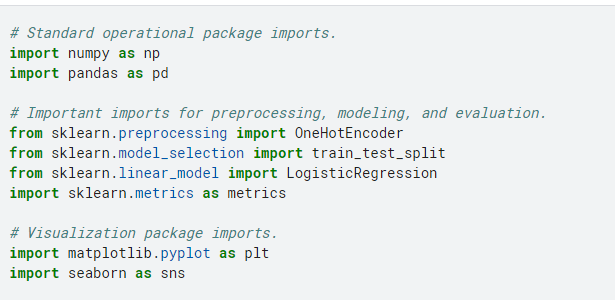 # Standard operational package imports.
import numpy as np
import pandas as pd
# Important imports for preprocessing, modeling, and evaluation.
from sklearn.preprocessing import OneHotEncoder
from sklearn.model_selection import train_test_split
from sklearn.linear_model import LogisticRegression
import sklearn.metrics as metrics
# Visualization package imports.
import matplotlib.pyplot as plt
import seaborn as sns